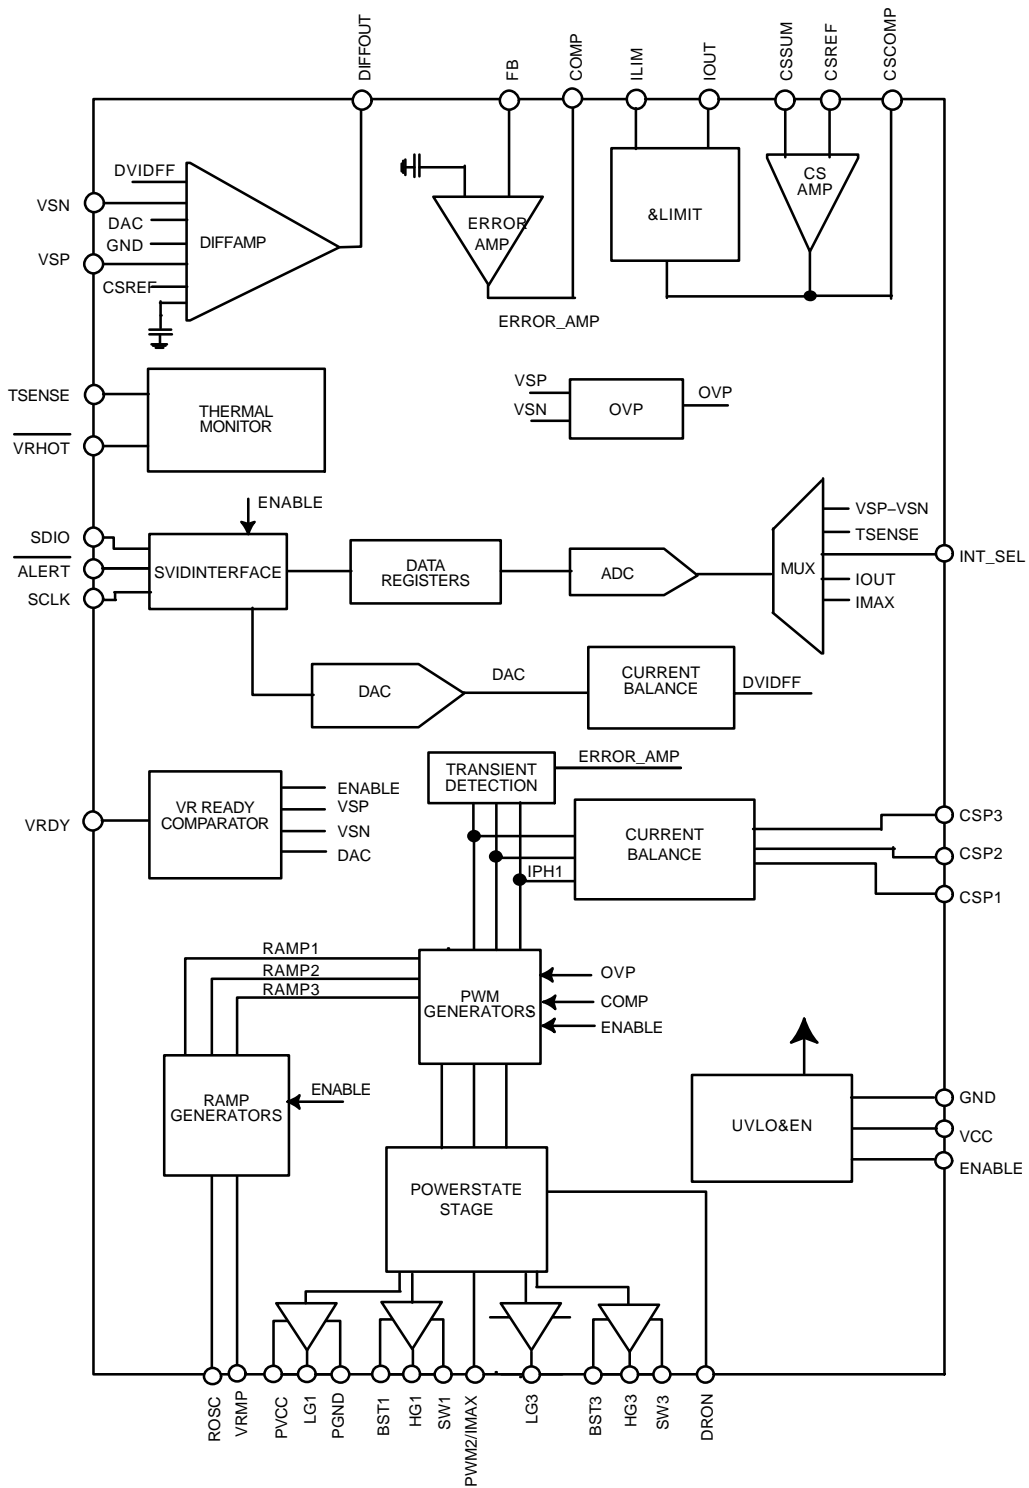 DIFFOUT
FB
COMP
ILIM
IOUT
CSSUM
CSREF
CSCOMP
DVIDFF
VSN
DAC
GND
VSP
CSREF
DIFFAMP
ERROR
AMP
ERROR_AMP
&LIMIT
CS
AMP
TSENSE
VRHOT
THERMAL
MONITOR
VSP
VSN
OVP
OVP
ENABLE
SDIO
ALERT
SCLK
SVIDINTERFACE
DATA
REGISTERS
ADC
MUX
VSP–VSN
TSENSE
INT_SEL
IOUT
IMAX
DAC
DAC
CURRENT
BALANCE
DVIDFF
TRANSIENT
DETECTION
ERROR_AMP
VRDY
VR READY
COMPARATOR
ENABLE
VSP
VSN
DAC
IPH1
CURRENT
BALANCE
CSP3
CSP2
CSP1
RAMP1
RAMP2
RAMP3
PWM
GENERATORS
OVP
COMP
ENABLE
RAMP
GENERATORS
ENABLE
UVLO&EN
GND
VCC
ENABLE
POWERSTATE
STAGE
ROSC
VRMP
PVCC
LG1
PGND
BST1
HG1
SW1
PWM2/IMAX
LG3
BST3
HG3
SW3
DRON